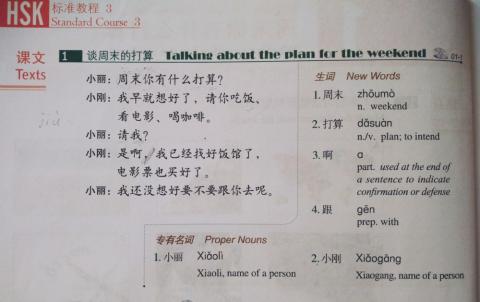 HSK 标准教程 3
Standard Course 3
课文
Texts
1 谈周末的打算 Talking about the plan for the weekend 01-1
小丽：周末你有什么打算？
小刚：我早就想好了，请你吃饭、
看电影、喝咖啡。
小丽：请我？
小刚：是啊，我已经找好饭馆了，
电影票也买好了。
小丽：我还没想好要不要跟你去呢。
jiù
生词 New Words
1. 周末 zhōumò
n. weekend
2. 打算 dǎsuàn
n./v. plan; to intend
3. 啊 a
part. used at the end of
a sentence to indicate
confirmation or defense
4. 跟 gēn
prep. with
专有名词 Proper Nouns
1. 小丽 Xiǎolì
Xiaoli, name of a person
2. 小刚 Xiǎogāng
Xiaogang, name of a person